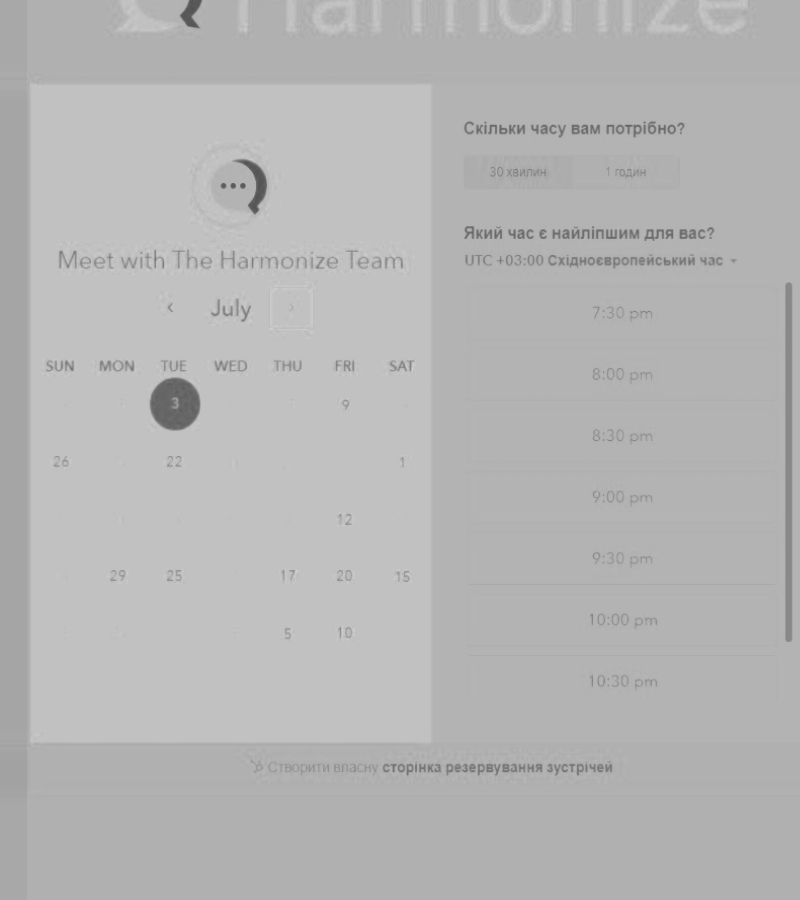 Harmonize
Meet with The Harmonize Team
July
SUN MON TUE WED THU FRI SAT
3 9
26 22 1
12
29 25 17 20 15
5 10
Скільки часу вам потрібно?
30 хвилин 1 годин
Який час є найліпшим для вас?
UTC +03:00 Східноєвропейський час
7:30 pm
8:00 pm
8:30 pm
9:00 pm
9:30 pm
10:00 pm
10:30 pm
Створити власну сторінка резервування зустрічей